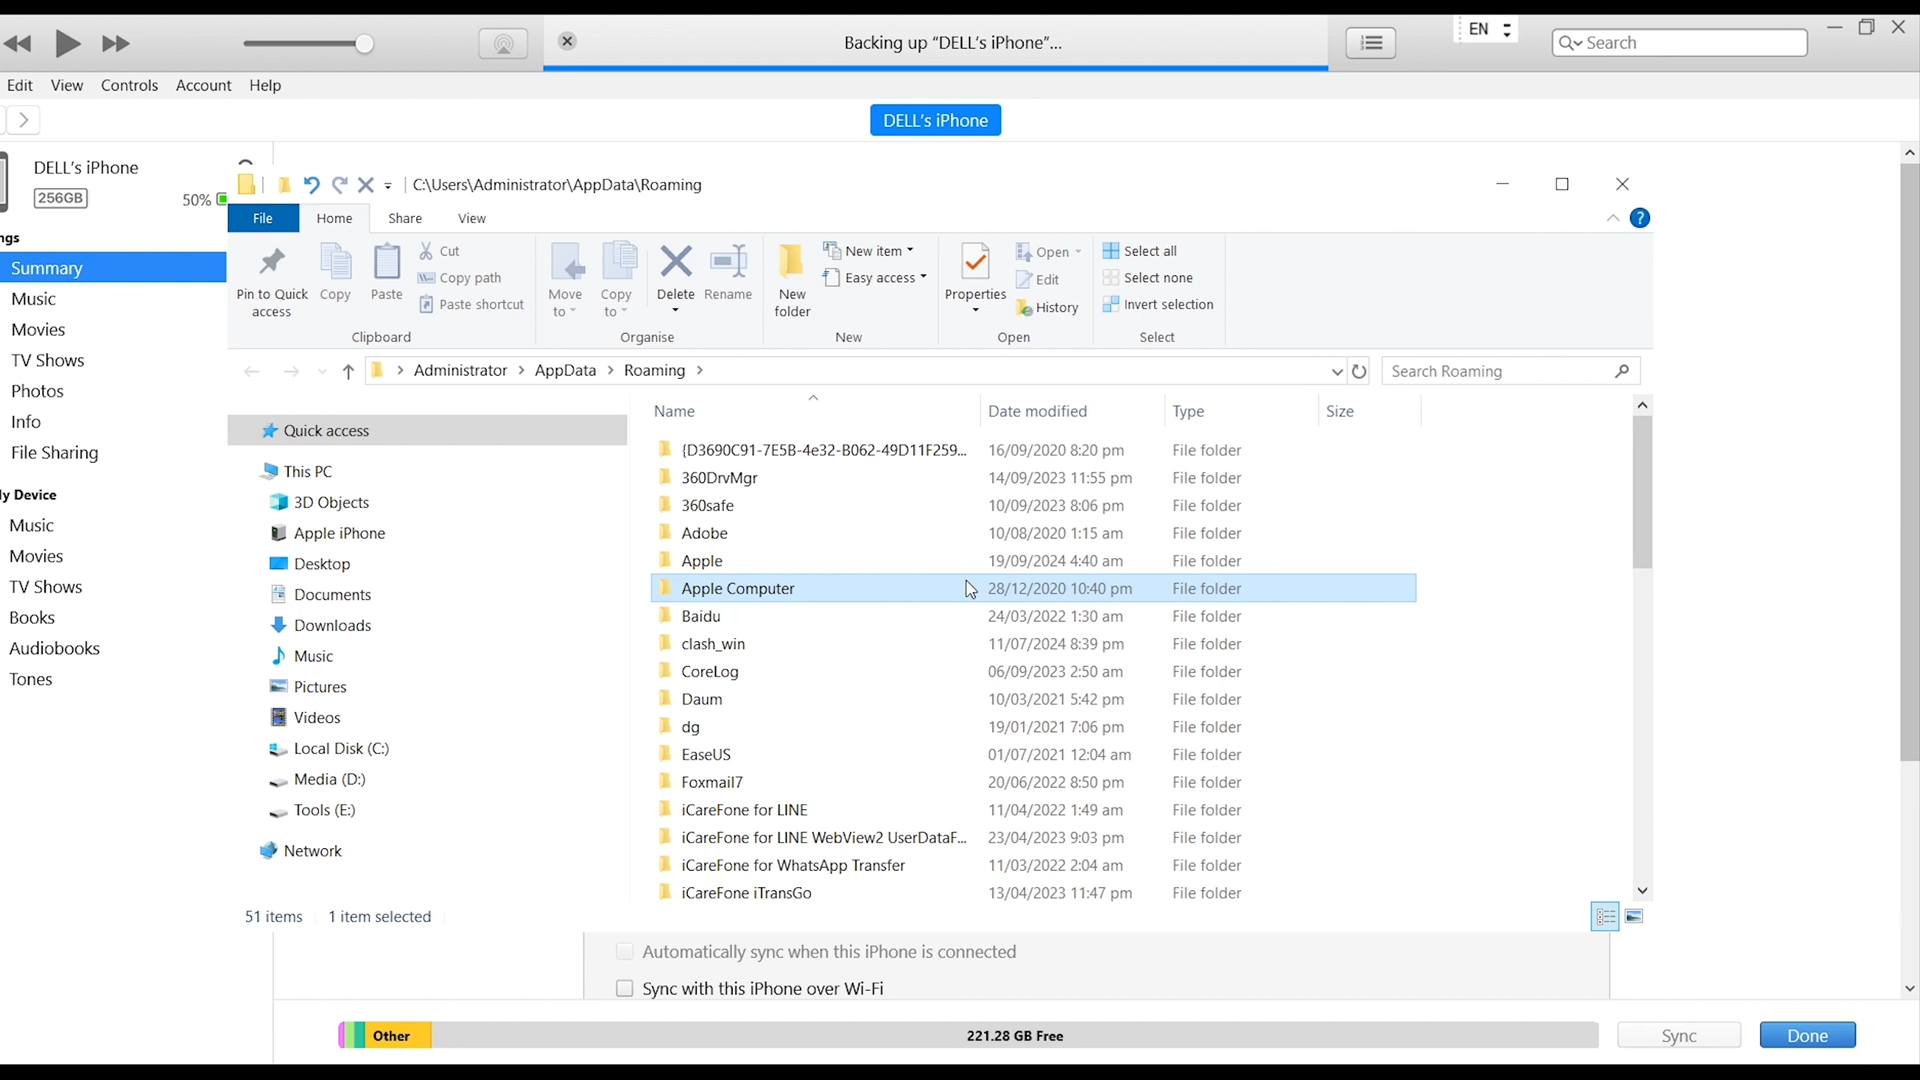 Backing up “DELL’s iPhone”...
EN
Search
Edit View Controls Account Help
DELL’s iPhone
DELL’s iPhone
256GB
50%
ngs
Summary
Music
Movies
TV Shows
Photos
Info
File Sharing
ly Device
Music
Movies
TV Shows
Books
Audiobooks
Tones
C:\Users\Administrator\AppData\Roaming
File Home Share View
?
Pin to Quick access
Copy
Paste
Cut
Copy path
Paste shortcut
Clipboard
Move to
Copy to
Delete
Rename
Organise
New folder
New item
Easy access
New
Properties
Open
Edit
History
Open
Select all
Select none
Invert selection
Select
Administrator > AppData > Roaming >
Search Roaming
Quick access
This PC
3D Objects
Apple iPhone
Desktop
Documents
Downloads
Music
Pictures
Videos
Local Disk (C:)
Media (D:)
Tools (E:)
Network
Name Date modified Type Size
{D3690C91-7E5B-4e32-B062-49D11F259... 16/09/2020 8:20 pm File folder
360DrvMgr 14/09/2023 11:55 pm File folder
360safe 10/09/2023 8:06 pm File folder
Adobe 10/08/2020 1:15 am File folder
Apple 19/09/2024 4:40 am File folder
Apple Computer 28/12/2020 10:40 pm File folder
Baidu 24/03/2022 1:30 am File folder
clash_win 11/07/2024 8:39 pm File folder
CoreLog 06/09/2023 2:50 am File folder
Daum 10/03/2021 5:42 pm File folder
dg 19/01/2021 7:06 pm File folder
EaseUS 01/07/2021 12:04 am File folder
Foxmail7 20/06/2022 8:50 pm File folder
iCareFone for LINE 11/04/2022 1:49 am File folder
iCareFone for LINE WebView2 UserDataF... 23/04/2023 9:03 pm File folder
iCareFone for WhatsApp Transfer 11/03/2022 2:04 am File folder
iCareFone iTransGo 13/04/2023 11:47 pm File folder
51 items 1 item selected
Automatically sync when this iPhone is connected
Sync with this iPhone over Wi-Fi
Other
221.28 GB Free
Sync
Done